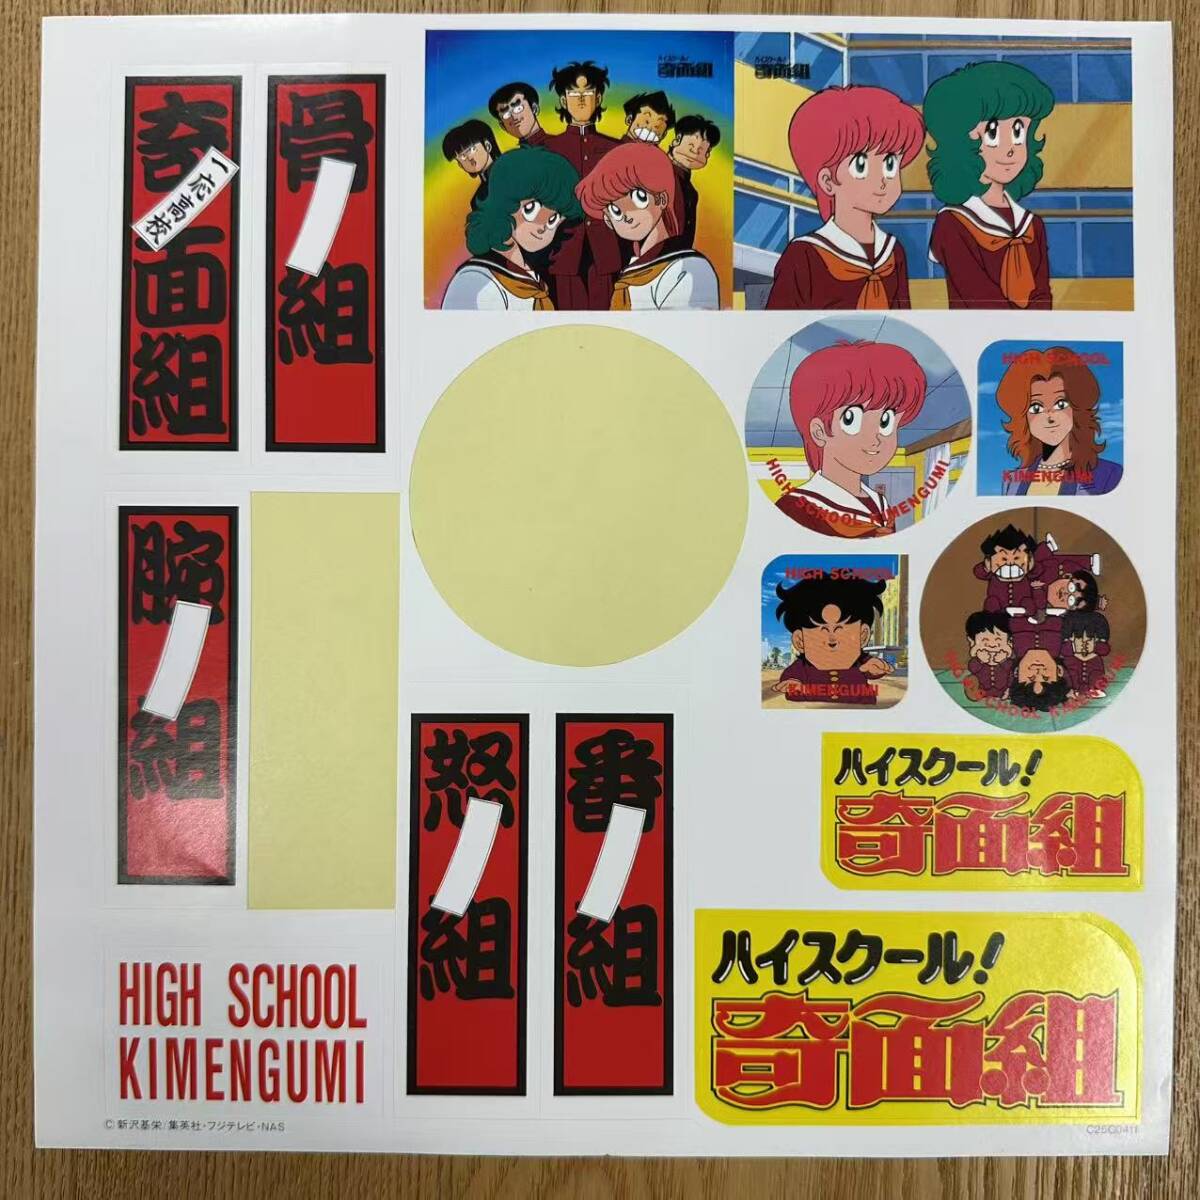 奇面組
一応高校
骨ノ組
ハイスクール!
奇面組
ハイスクール!
奇面組
HIGH SCHOOL KIMENGUMI
HIGH SCHOOL
KIMENGUMI
腕ノ組
HIGH SCHOOL
KIMENGUMI
HIGH SCHOOL KIMENGUMI
怒ノ組
番ノ組
ハイスクール!
奇面組
ハイスクール!
奇面組
HIGH SCHOOL
KIMENGUMI
©新沢基栄/集英社・フジテレビ・NAS
C25G0411